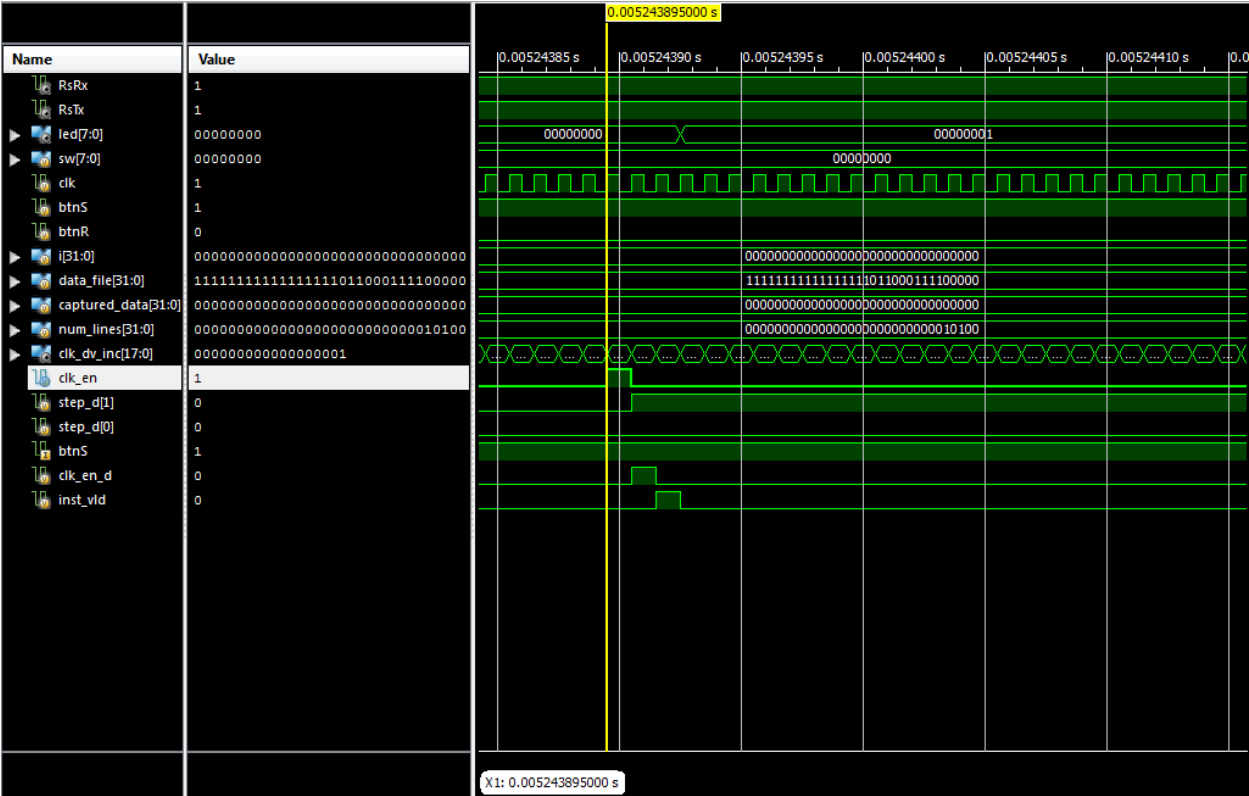 0.005243895000 s
Name
Value
0.00524385 s
0.00524390 s
0.00524395 s
0.00524400 s
0.00524405 s
0.00524410 s
0.0
RsRx 1
RsTx 1
led[7:0] 00000000 00000000 00000001
sw[7:0] 00000000 00000000
clk 1
btnS 1
btnR 0
i[31:0] 00000000000000000000000000000000 00000000000000000000000000000000
data_file[31:0] 11111111111111111011000111100000 11111111111111111011000111100000
captured_data[31:0] 00000000000000000000000000000000 00000000000000000000000000000000
num_lines[31:0] 00000000000000000000000000010100 00000000000000000000000000010100
clk_dv_inc[17:0] 000000000000000001 ... ... ... ... ... ... ... ... ... ... ... ... ... ... ... ... ... ... ... ... ... ... ... ... ... ... ... ... ... ... ...
clk_en 1
step_d[1] 0
step_d[0] 0
btnS 1
clk_en_d 0
inst_vld 0
X1: 0.005243895000 s